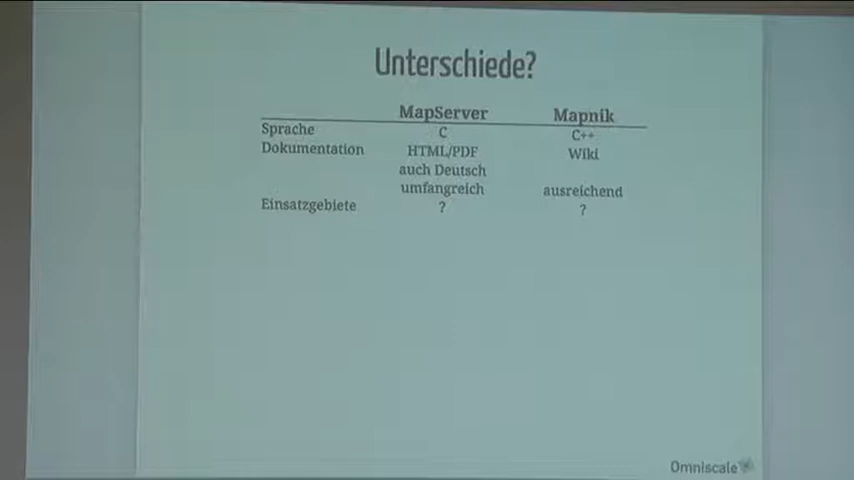 Unterschiede?
MapServer Mapnik
Sprache C C++
Dokumentation HTML/PDF Wiki
auch Deutsch
umfangreich ausreichend
Einsatzgebiete ? ?
Omniscale